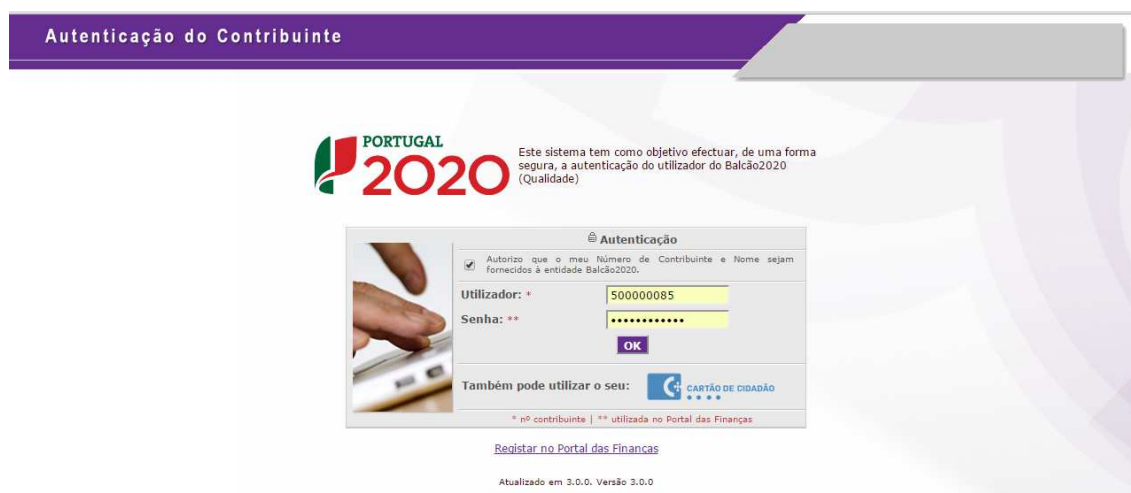 Autenticação do Contribuinte
PORTUGAL
2020
Este sistema tem como objetivo efectuar, de uma forma
segura, a autenticação do utilizador do Balcão2020
(Qualidade)
Autenticação
Autorizo que o meu Número de Contribuinte e Nome sejam
fornecidos à entidade Balcão2020.
Utilizador: * 500000085
Senha: ** ••••••••••••
OK
Também pode utilizar o seu: CARTÃO DE CIDADÃO
* nº contribuinte | ** utilizada no Portal das Finanças
Registar no Portal das Finanças
Atualizado em 3.0.0. Versão 3.0.0